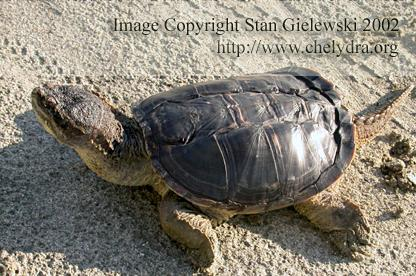 Image Copyright Stan Gielewski 2002
http://www.chelydra.org